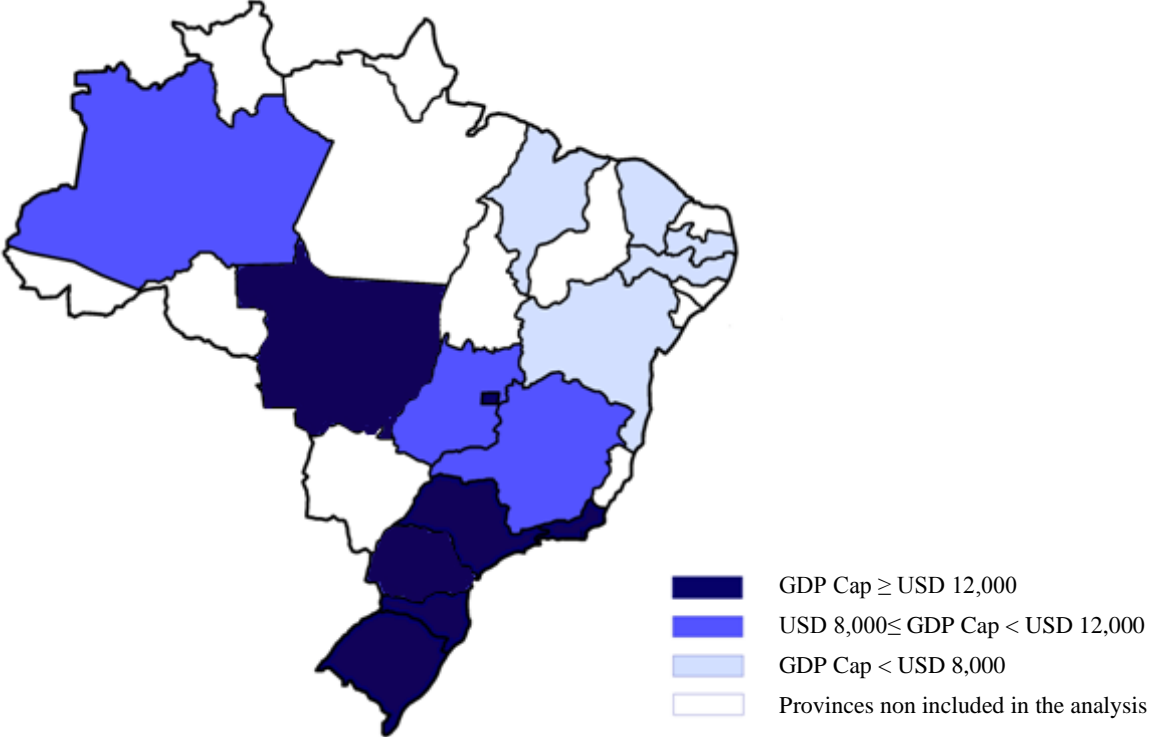 GDP Cap ≥ USD 12,000
USD 8,000≤ GDP Cap < USD 12,000
GDP Cap < USD 8,000
Provinces non included in the analysis